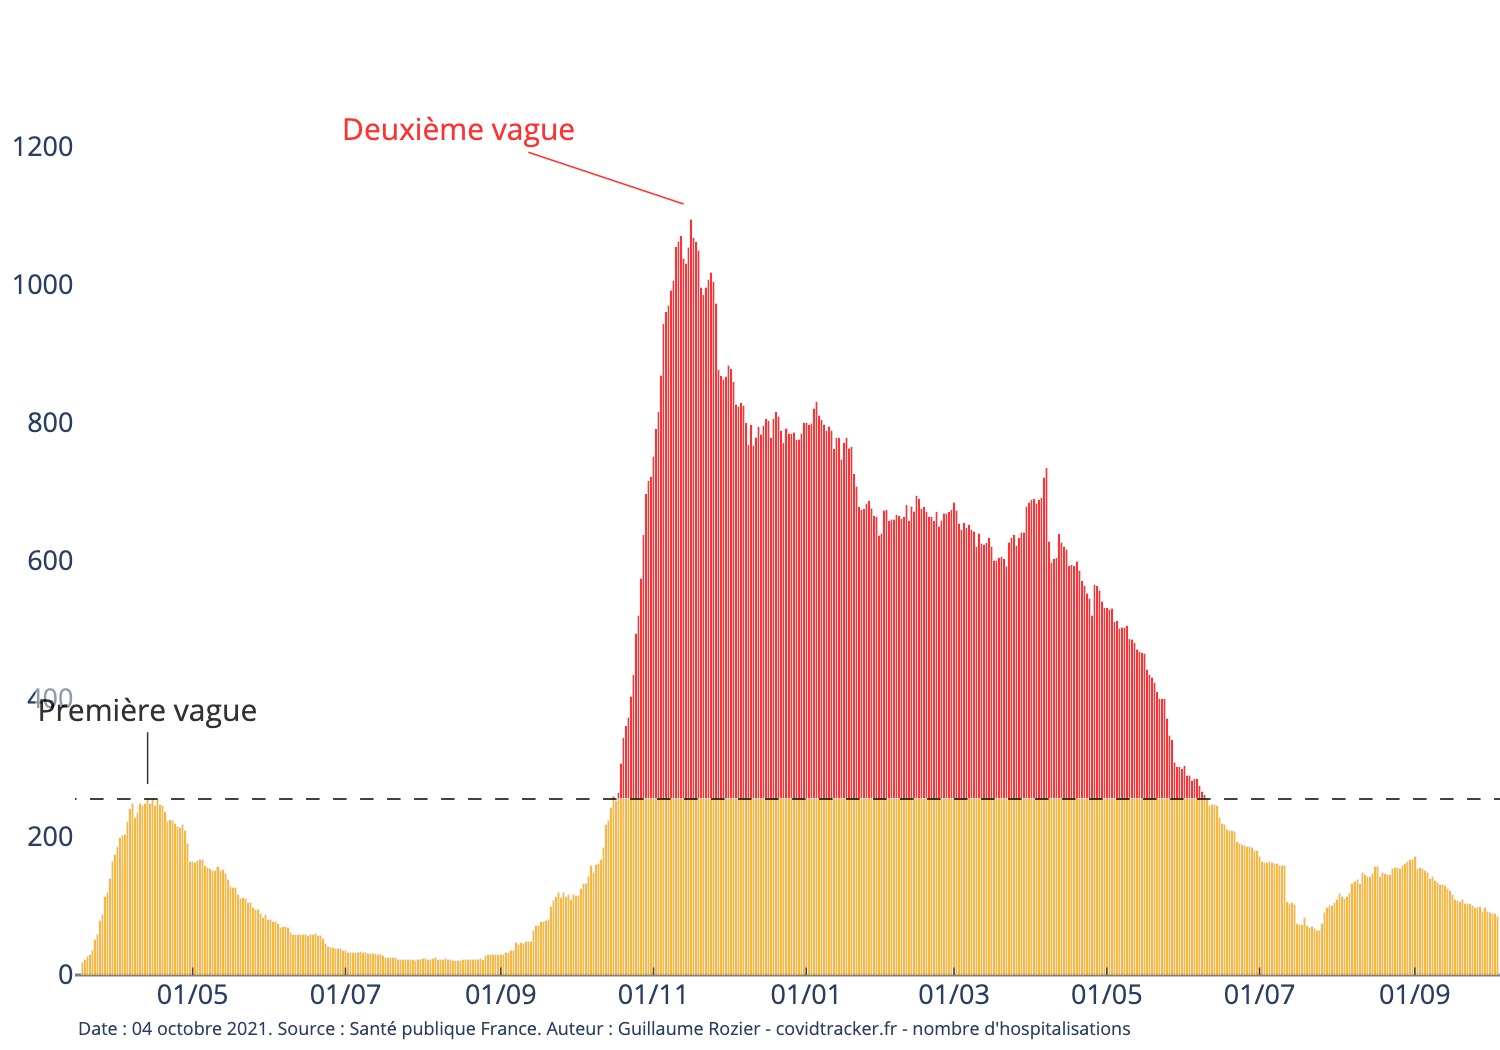 Deuxième vague
1200
1000
800
600
400
Première vague
200
0
01/05 01/07 01/09 01/11 01/01 01/03 01/05 01/07 01/09
Date : 04 octobre 2021. Source : Santé publique France. Auteur : Guillaume Rozier - covidtracker.fr - nombre d'hospitalisations